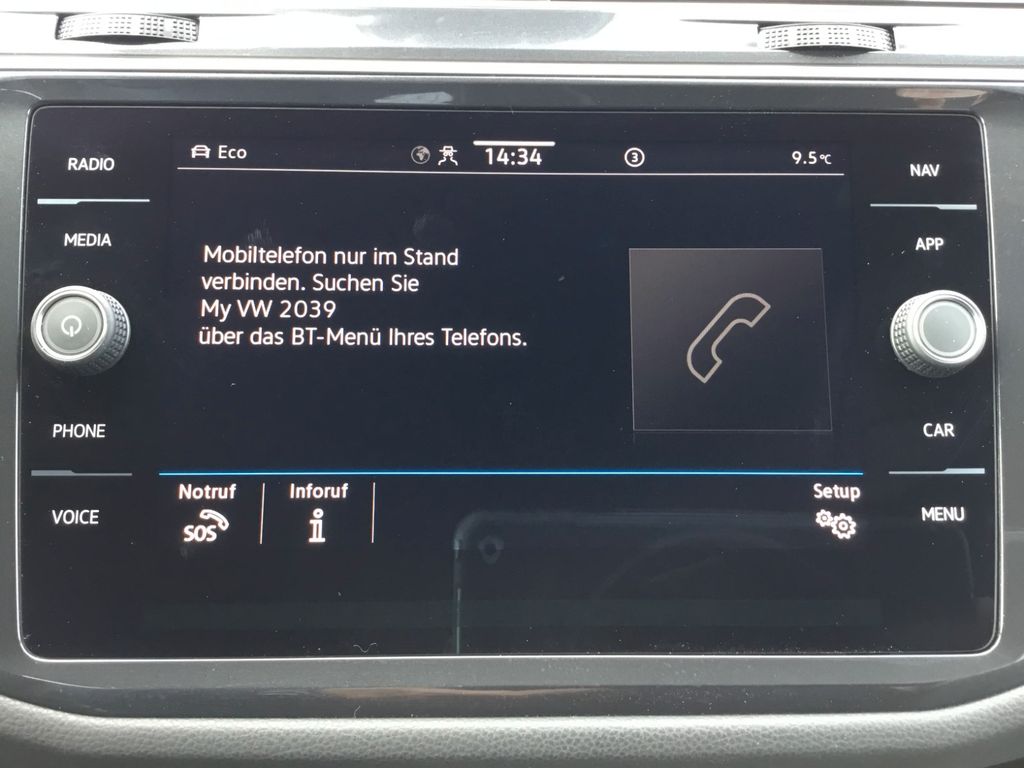 RADIO
MEDIA
PHONE
VOICE
Eco
14:34
3
9.5°C
Mobiltelefon nur im Stand
verbinden. Suchen Sie
My VW 2039
über das BT-Menü Ihres Telefons.
Notruf
SOS
Inforuf
i
Setup
NAV
APP
CAR
MENU